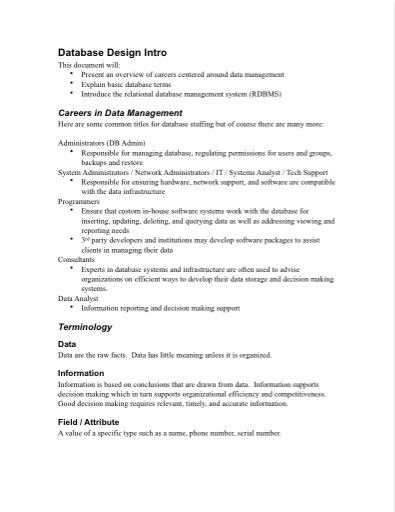 Database Design Intro
This document will:
• Present an overview of careers centered around data management
• Explain basic database terms
• Introduce the relational database management system (RDBMS)
Careers in Data Management
Here are some common titles for database staffing but of course there are many more:
Administrators (DB Admin)
• Responsible for managing database, regulating permissions for users and groups,
backups and restore
System Administrators / Network Administrators / IT / Systems Analyst / Tech Support
• Responsible for ensuring hardware, network support, and software are compatible
with the data infrastructure
Programmers
• Ensure that custom in-house software systems work with the database for
inserting, updating, deleting, and querying data as well as addressing viewing and
reporting needs
• 3rd party developers and institutions may develop software packages to assist
clients in managing their data
Consultants
• Experts in database systems and infrastructure are often used to advise
organizations on efficient ways to develop their data storage and decision making
systems.
Data Analyst
• Information reporting and decision making support
Terminology
Data
Data are the raw facts. Data has little meaning unless it is organized.
Information
Information is based on conclusions that are drawn from data. Information supports
decision making which in turn supports organizational efficiency and competitiveness.
Good decision making requires relevant, timely, and accurate information.
Field / Attribute
A value of a specific type such as a name, phone number, serial number.